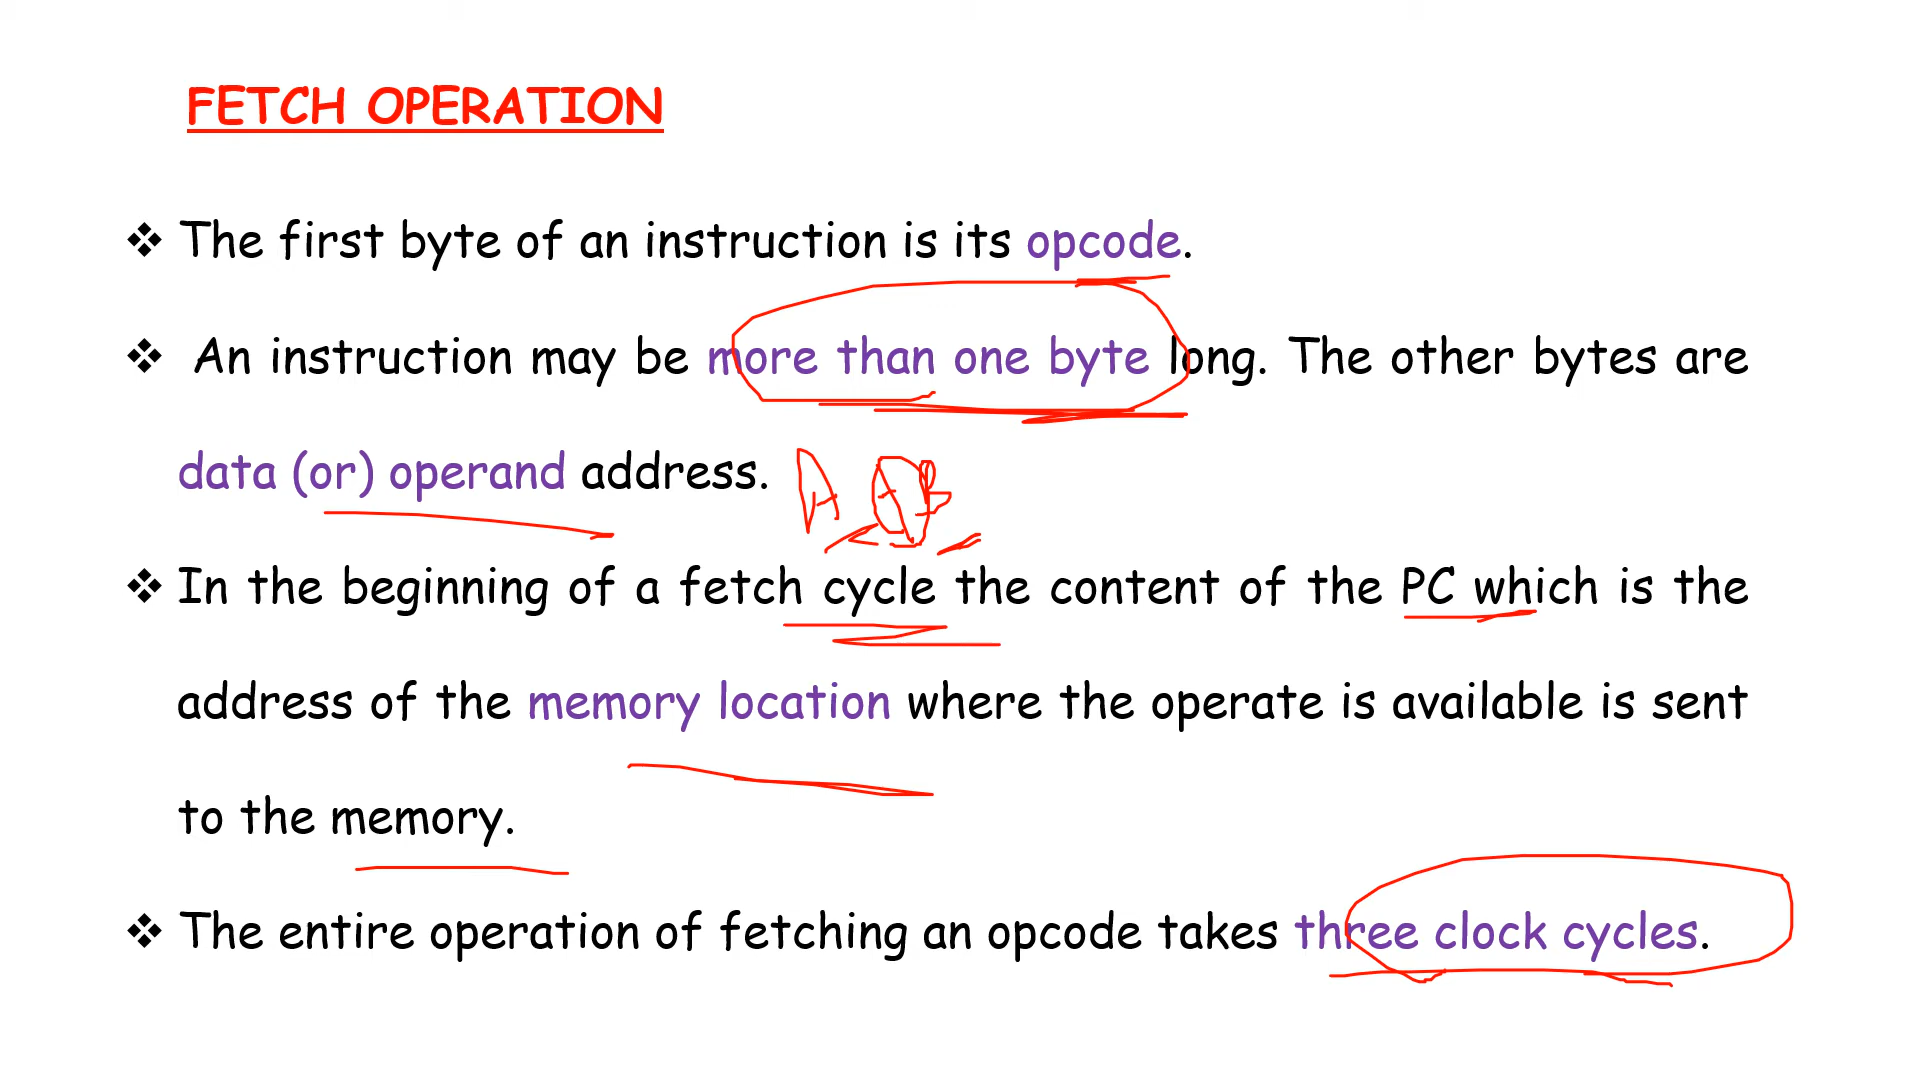 FETCH OPERATION
❖ The first byte of an instruction is its opcode.
❖ An instruction may be more than one byte long. The other bytes are
data (or) operand address.
❖ In the beginning of a fetch cycle the content of the PC which is the
address of the memory location where the operate is available is sent
to the memory.
❖ The entire operation of fetching an opcode takes three clock cycles.